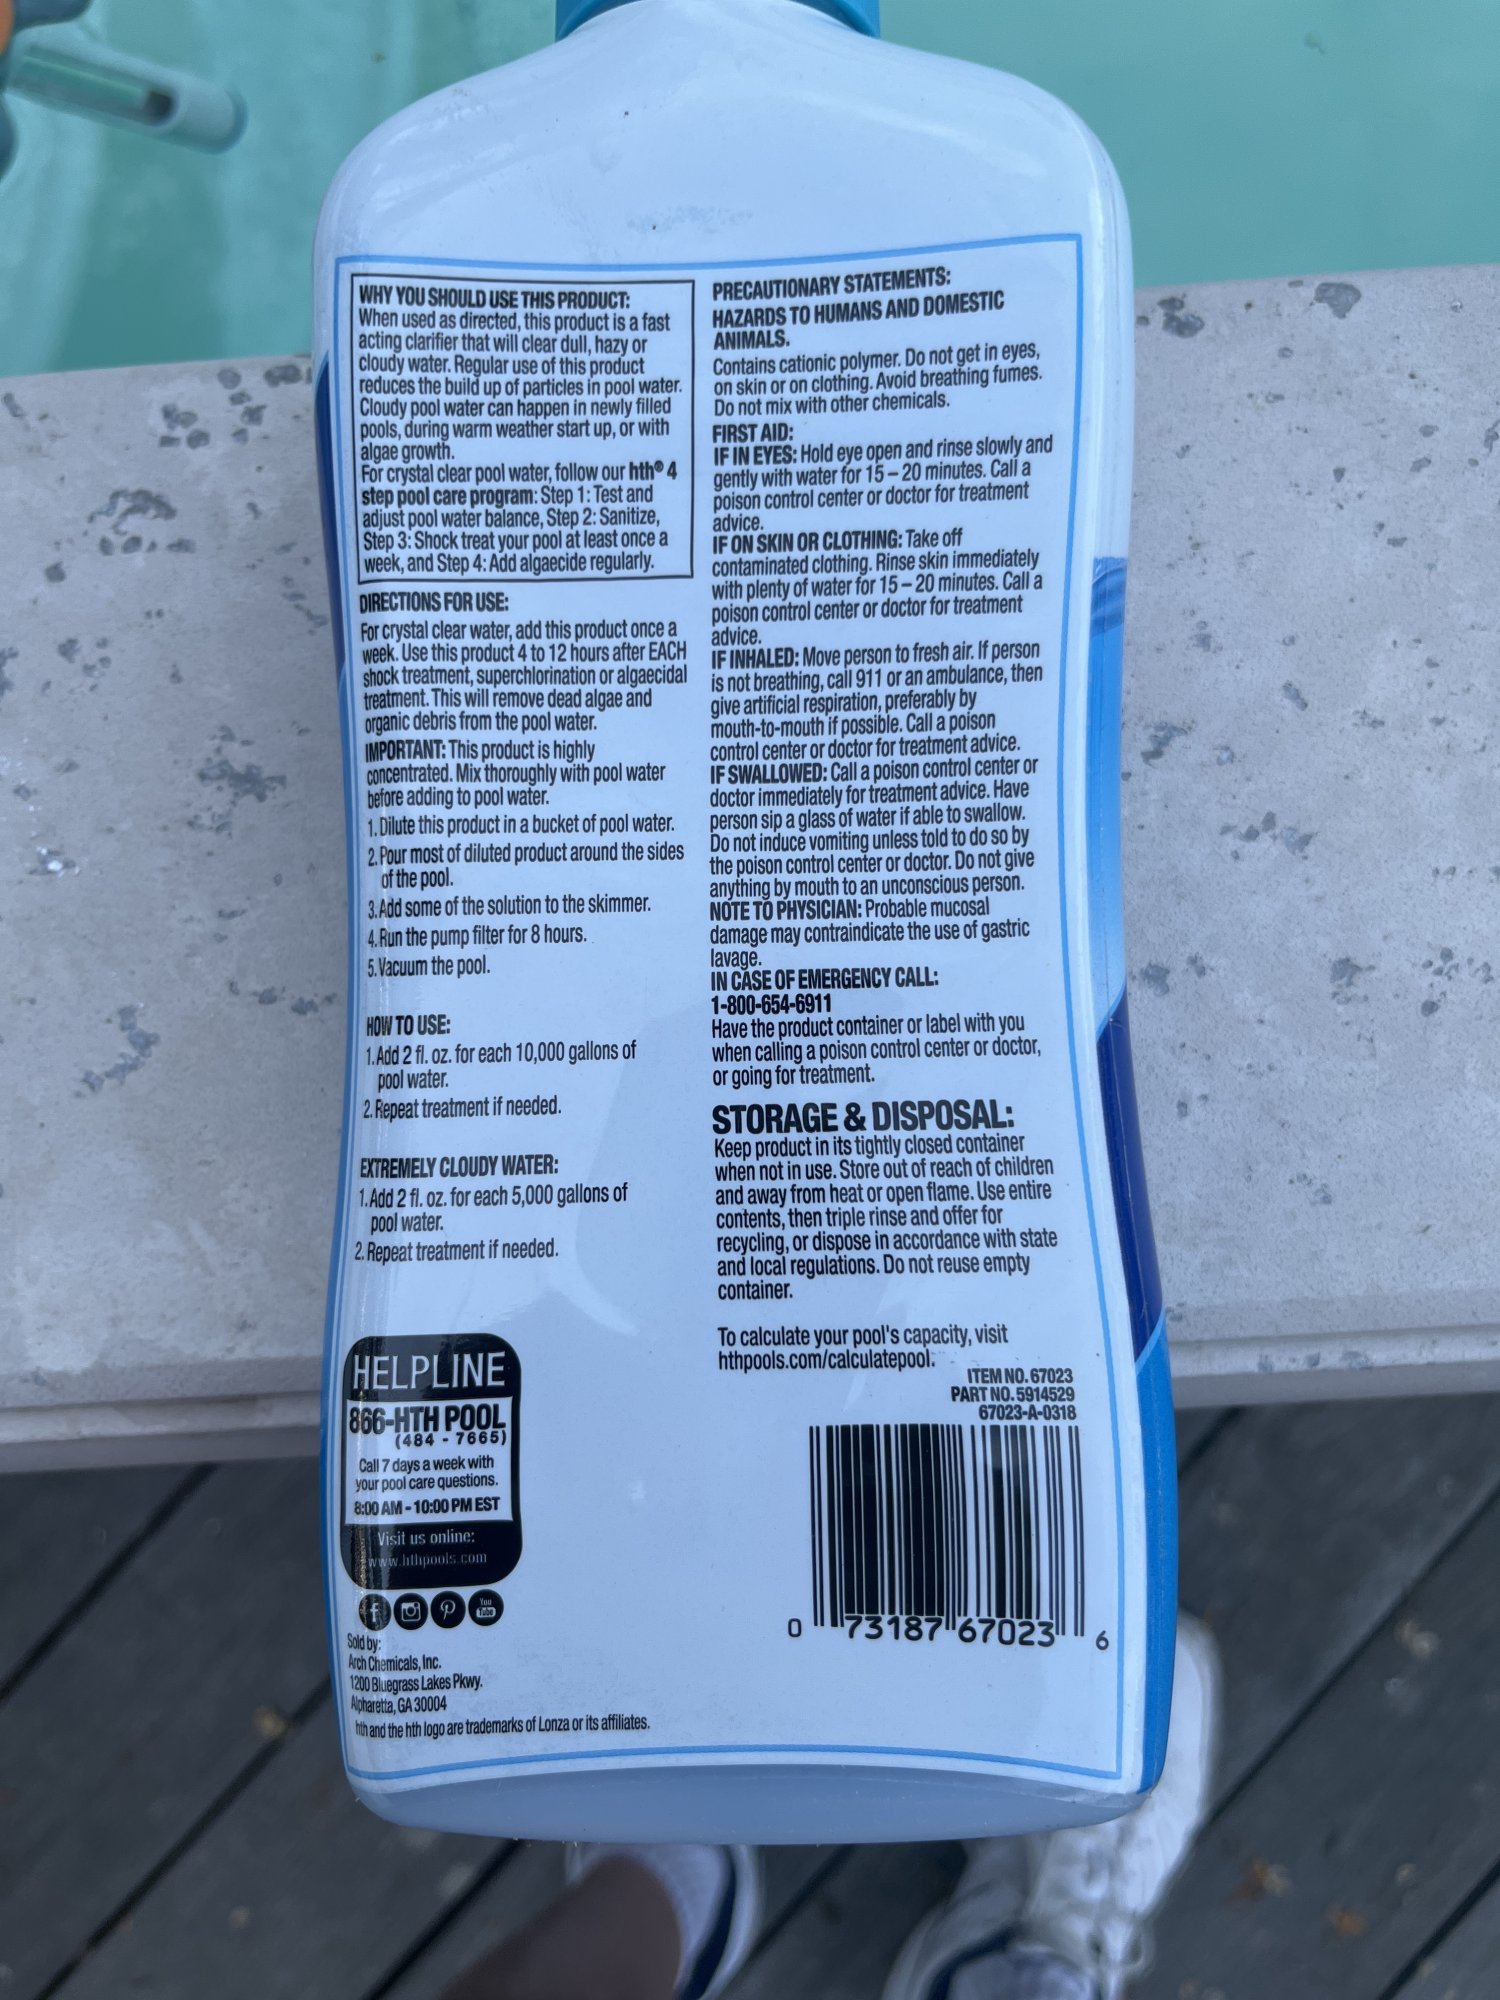 WHY YOU SHOULD USE THIS PRODUCT:
When used as directed, this product is a fast
acting clarifier that will clear dull, hazy or
cloudy water. Regular use of this product
reduces the build up of particles in pool water.
Cloudy pool water can happen in newly filled
pools, during warm weather start up, or with
algae growth.
For crystal clear pool water, follow our hth® 4
step pool care program: Step 1: Test and
adjust pool water balance, Step 2: Sanitize,
Step 3: Shock treat your pool at least once a
week, and Step 4: Add algaecide regularly.
DIRECTIONS FOR USE:
For crystal clear water, add this product once a
week. Use this product 4 to 12 hours after EACH
shock treatment, superchlorination or algaecidal
treatment. This will remove dead algae and
organic debris from the pool water.
IMPORTANT: This product is highly
concentrated. Mix thoroughly with pool water
before adding to pool water.
1. Dilute this product in a bucket of pool water.
2. Pour most of diluted product around the sides
of the pool.
3. Add some of the solution to the skimmer.
4. Run the pump filter for 8 hours.
5. Vacuum the pool.
HOW TO USE:
1. Add 2 fl. oz. for each 10,000 gallons of
pool water.
2. Repeat treatment if needed.
EXTREMELY CLOUDY WATER:
1. Add 2 fl. oz. for each 5,000 gallons of
pool water.
2. Repeat treatment if needed.
HELPLINE
866-HTH POOL
(484 - 7665)
Call 7 days a week with
your pool care questions.
8:00 AM - 10:00 PM EST
Visit us online:
www.hthpools.com
f
You
Tube
Sold by:
Arch Chemicals, Inc.
1200 Bluegrass Lakes Pkwy.
Alpharetta, GA 30004
hth and the hth logo are trademarks of Lonza or its affiliates.
PRECAUTIONARY STATEMENTS:
HAZARDS TO HUMANS AND DOMESTIC
ANIMALS.
Contains cationic polymer. Do not get in eyes,
on skin or on clothing. Avoid breathing fumes.
Do not mix with other chemicals.
FIRST AID:
IF IN EYES: Hold eye open and rinse slowly and
gently with water for 15 – 20 minutes. Call a
poison control center or doctor for treatment
advice.
IF ON SKIN OR CLOTHING: Take off
contaminated clothing. Rinse skin immediately
with plenty of water for 15 – 20 minutes. Call a
poison control center or doctor for treatment
advice.
IF INHALED: Move person to fresh air. If person
is not breathing, call 911 or an ambulance, then
give artificial respiration, preferably by
mouth-to-mouth if possible. Call a poison
control center or doctor for treatment advice.
IF SWALLOWED: Call a poison control center or
doctor immediately for treatment advice. Have
person sip a glass of water if able to swallow.
Do not induce vomiting unless told to do so by
the poison control center or doctor. Do not give
anything by mouth to an unconscious person.
NOTE TO PHYSICIAN: Probable mucosal
damage may contraindicate the use of gastric
lavage.
IN CASE OF EMERGENCY CALL:
1-800-654-6911
Have the product container or label with you
when calling a poison control center or doctor,
or going for treatment.
STORAGE & DISPOSAL:
Keep product in its tightly closed container
when not in use. Store out of reach of children
and away from heat or open flame. Use entire
contents, then triple rinse and offer for
recycling, or dispose in accordance with state
and local regulations. Do not reuse empty
container.
To calculate your pool's capacity, visit
hthpools.com/calculatepool.
ITEM NO. 67023
PART NO. 5914529
67023-A-0318
0 73187 67023 6